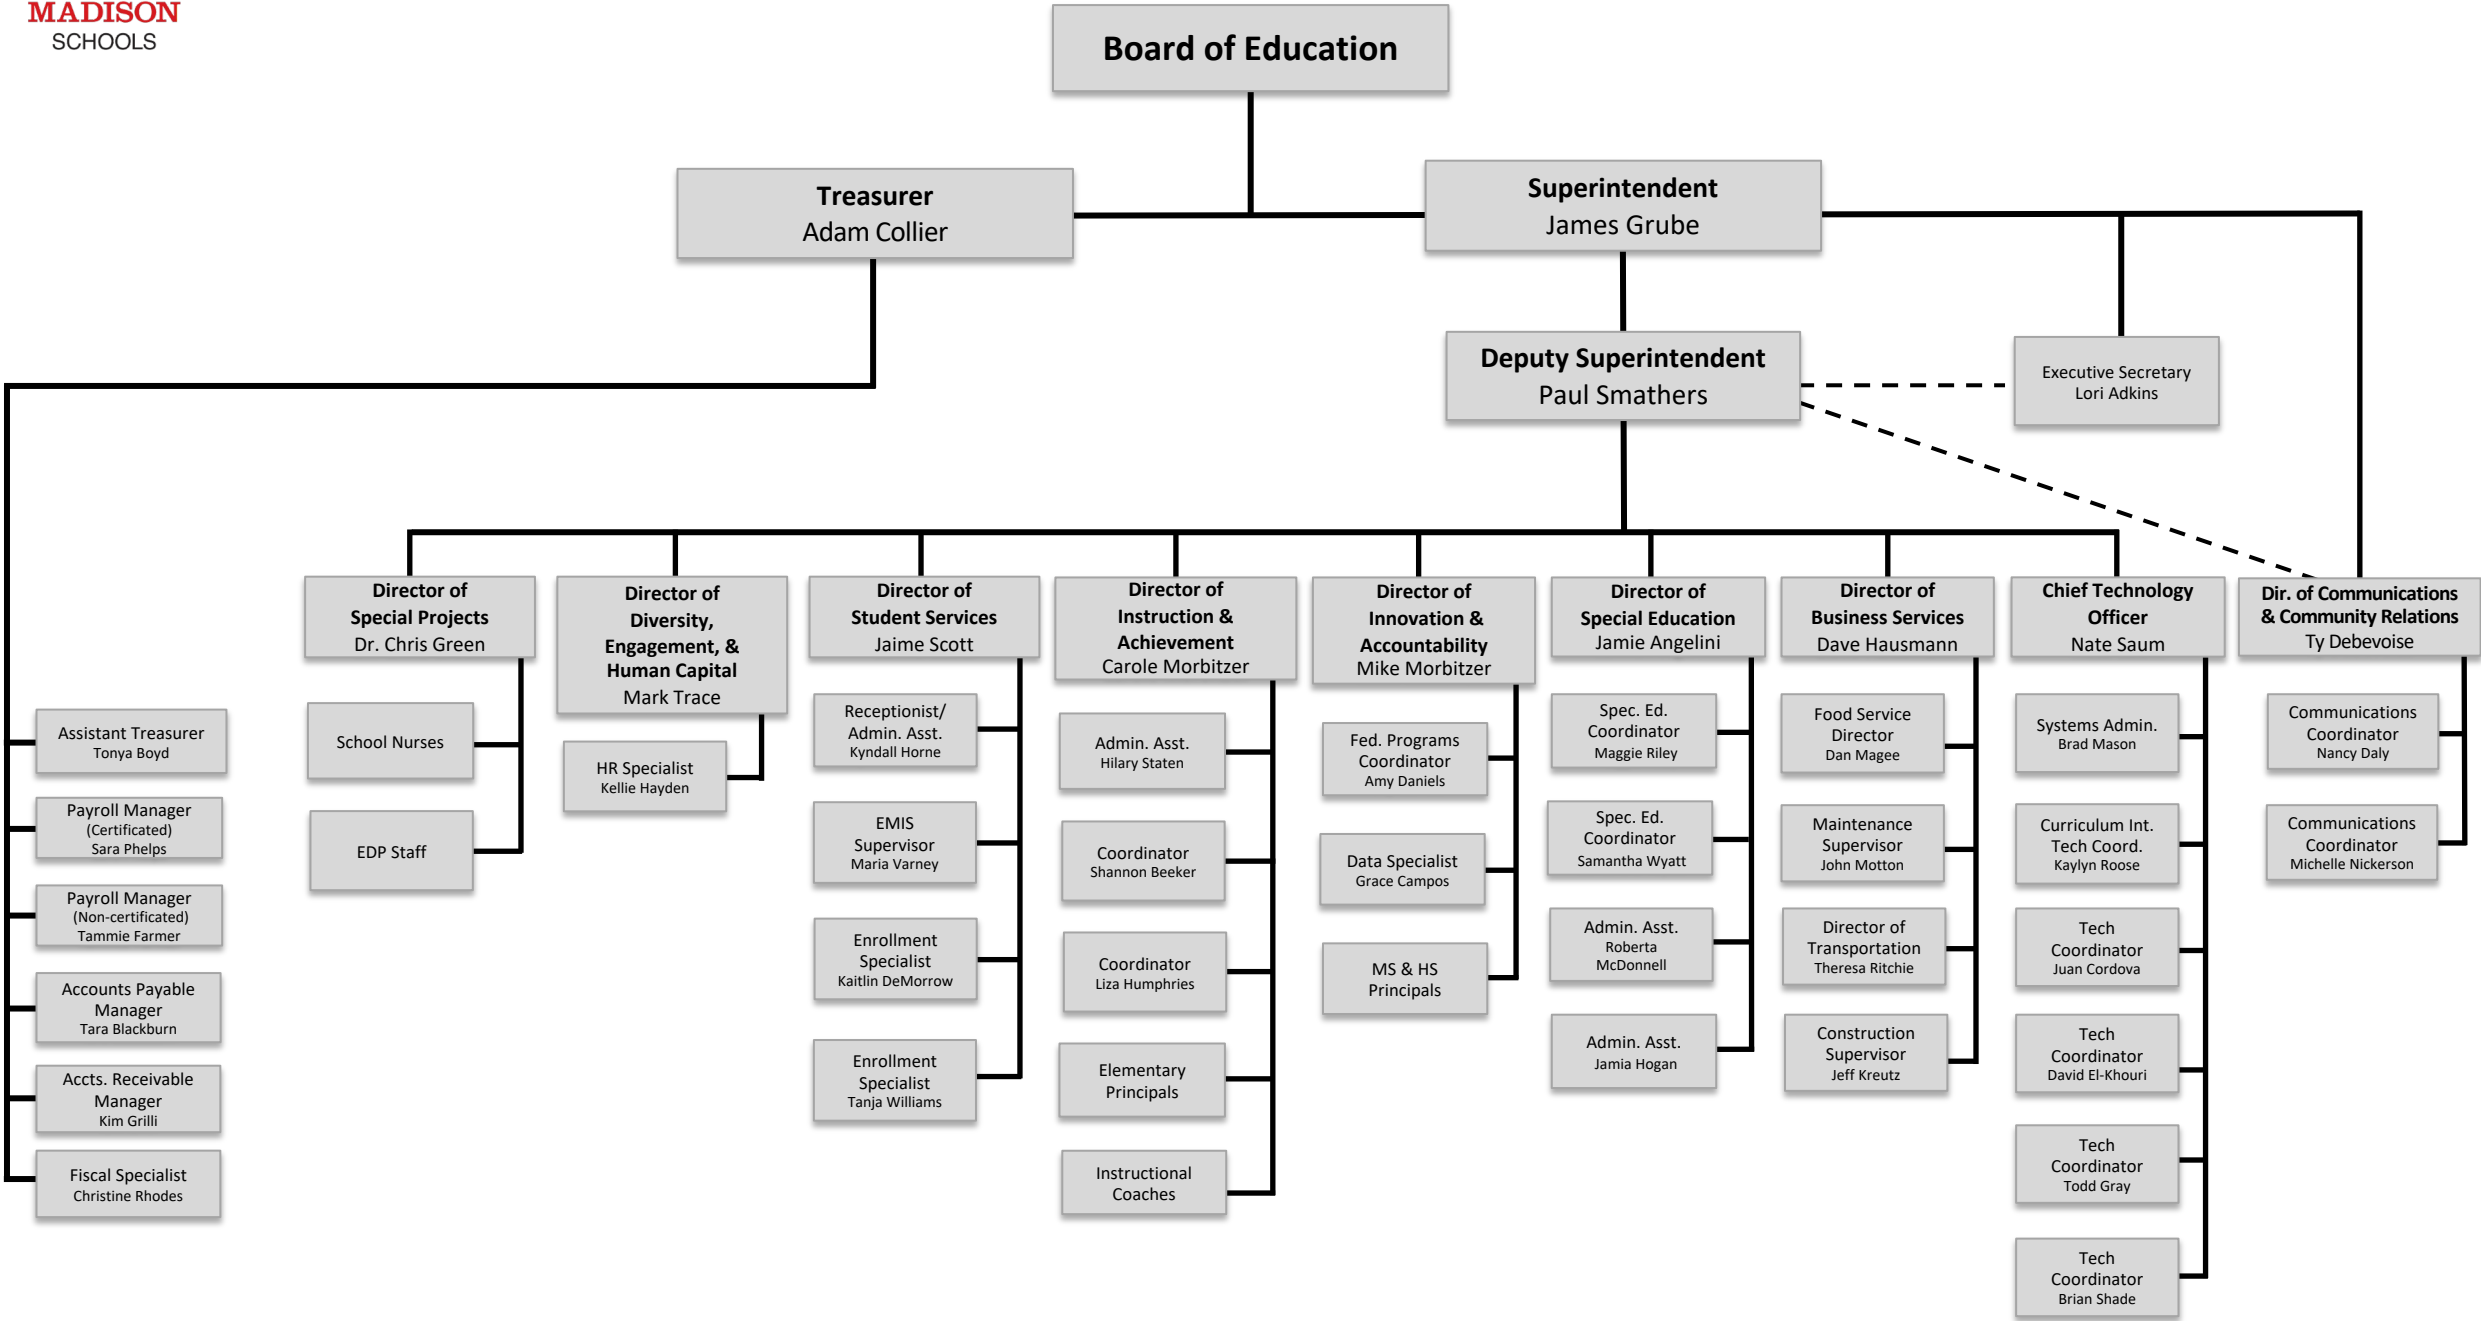 MADISON
SCHOOLS
Board of Education
Treasurer
Adam Collier
Superintendent
James Grube
Deputy Superintendent
Paul Smathers
Executive Secretary
Lori Adkins
Director of
Special Projects
Dr. Chris Green
School Nurses
EDP Staff
Director of
Diversity,
Engagement, &
Human Capital
Mark Trace
HR Specialist
Kellie Hayden
Director of
Student Services
Jaime Scott
Receptionist/
Admin. Asst.
Kyndall Horne
EMIS
Supervisor
Maria Varney
Enrollment
Specialist
Kaitlin DeMorrow
Enrollment
Specialist
Tanja Williams
Director of
Instruction &
Achievement
Carole Morbitzer
Admin. Asst.
Hilary Staten
Coordinator
Shannon Beeker
Coordinator
Liza Humphries
Elementary
Principals
Instructional
Coaches
Director of
Innovation &
Accountability
Mike Morbitzer
Fed. Programs
Coordinator
Amy Daniels
Data Specialist
Grace Campos
MS & HS
Principals
Director of
Special Education
Jamie Angelini
Spec. Ed.
Coordinator
Maggie Riley
Spec. Ed.
Coordinator
Samantha Wyatt
Admin. Asst.
Roberta
McDonnell
Admin. Asst.
Jamia Hogan
Director of
Business Services
Dave Hausmann
Food Service
Director
Dan Magee
Maintenance
Supervisor
John Motton
Director of
Transportation
Theresa Ritchie
Construction
Supervisor
Jeff Kreutz
Chief Technology
Officer
Nate Saum
Systems Admin.
Brad Mason
Curriculum Int.
Tech Coord.
Kaylyn Roose
Tech
Coordinator
Juan Cordova
Tech
Coordinator
David El-Khouri
Tech
Coordinator
Todd Gray
Tech
Coordinator
Brian Shade
Dir. of Communications
& Community Relations
Ty Debevoise
Communications
Coordinator
Nancy Daly
Communications
Coordinator
Michelle Nickerson
Assistant Treasurer
Tonya Boyd
Payroll Manager
(Certificated)
Sara Phelps
Payroll Manager
(Non-certificated)
Tammie Farmer
Accounts Payable
Manager
Tara Blackburn
Accts. Receivable
Manager
Kim Grilli
Fiscal Specialist
Christine Rhodes